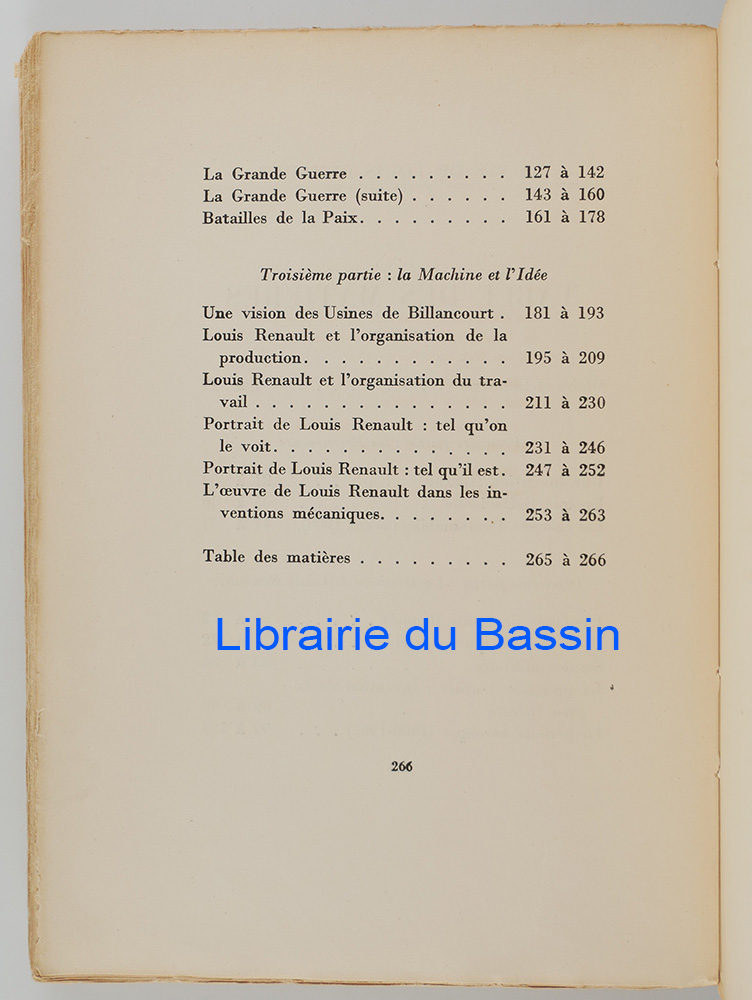 La Grande Guerre . . . . . . . . . 127 à 142
La Grande Guerre (suite) . . . . . . 143 à 160
Batailles de la Paix. . . . . . . . . 161 à 178
Troisième partie : la Machine et l'Idée
Une vision des Usines de Billancourt . 181 à 193
Louis Renault et l'organisation de la
production. . . . . . . . . . . . 195 à 209
Louis Renault et l'organisation du tra-
vail . . . . . . . . . . . . . . . 211 à 230
Portrait de Louis Renault : tel qu'on
le voit. . . . . . . . . . . . . . 231 à 246
Portrait de Louis Renault : tel qu'il est. 247 à 252
L'œuvre de Louis Renault dans les in-
ventions mécaniques. . . . . . . . 253 à 263
Table des matières . . . . . . . . . 265 à 266
Librairie du Bassin
266